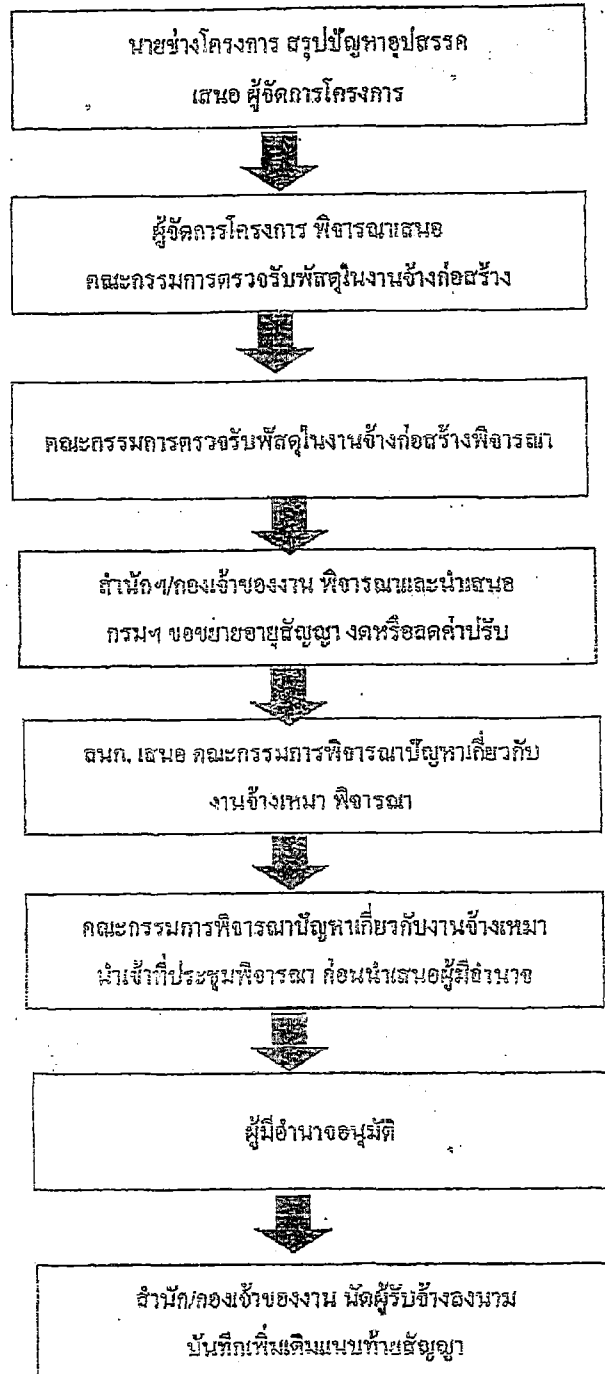 นายช่างโครงการ สรุปปัญหาอุปสรรค
เสนอ ผู้จัดการโครงการ
ผู้จัดการโครงการ พิจารณาเสนอ
คณะกรรมการตรวจรับพัสดุในงานจ้างก่อสร้าง
คณะกรรมการตรวจรับพัสดุในงานจ้างก่อสร้างพิจารณา
สำนักฯ/กองเจ้าของงาน พิจารณาและนำเสนอ
กรมฯ ขอขยายอายุสัญญา งดหรือลดค่าปรับ
ลนก. เสนอ คณะกรรมการพิจารณาปัญหาเกี่ยวกับ
งานจ้างเหมา พิจารณา
คณะกรรมการพิจารณาปัญหาเกี่ยวกับงานจ้างเหมา
นำเข้าที่ประชุมพิจารณา ก่อนนำเสนอผู้มีอำนาจ
ผู้มีอำนาจอนุมัติ
สำนัก/กองเจ้าของงาน นัดผู้รับจ้างลงนาม
บันทึกเพิ่มเติมแนบท้ายสัญญา